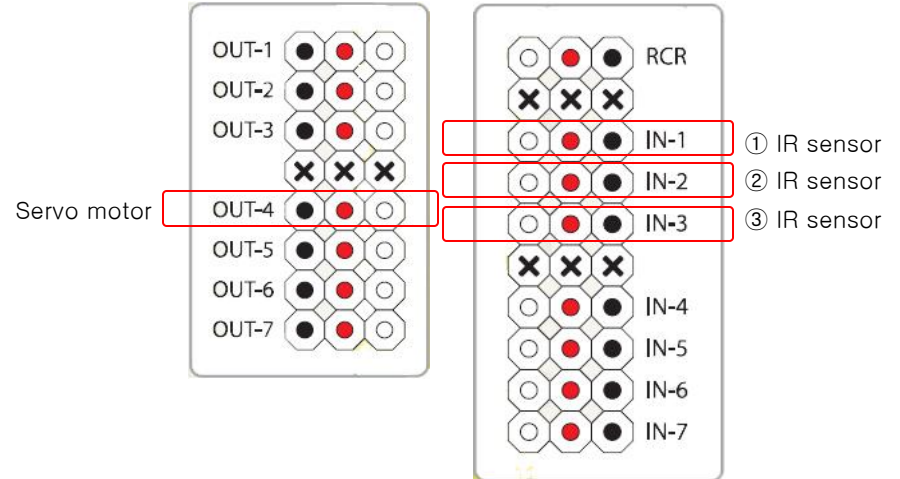 OUT-1
OUT-2
OUT-3
Servo motor
OUT-4
OUT-5
OUT-6
OUT-7
RCR
IN-1 ① IR sensor
IN-2 ② IR sensor
IN-3 ③ IR sensor
IN-4
IN-5
IN-6
IN-7